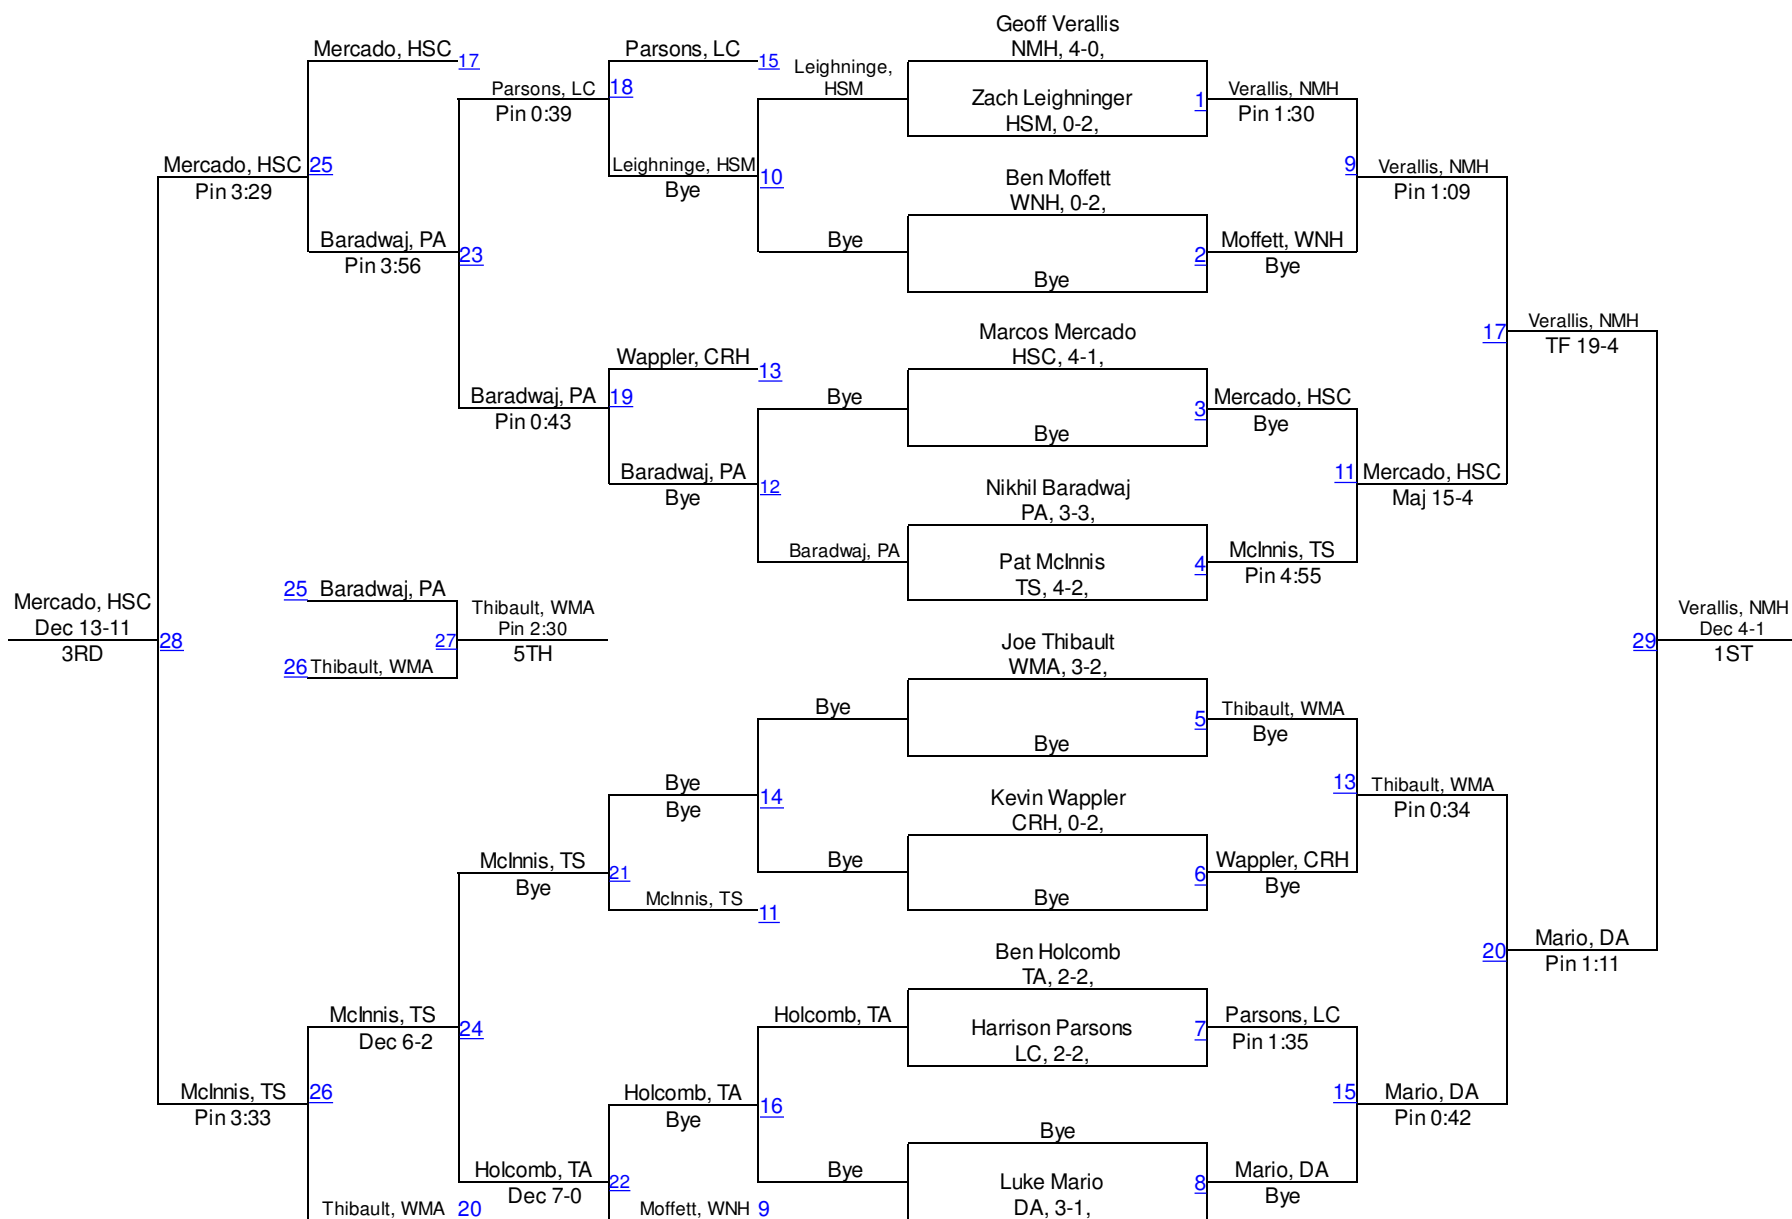 Geoff Verallis
NMH, 4-0,
Mercado, HSC
17
Parsons, LC
15
Leighninge,
HSM
Parsons, LC
18
Pin 0:39
Zach Leighninger
HSM, 0-2,
1
Verallis, NMH
Pin 1:30
Mercado, HSC
25
Pin 3:29
Leighninge, HSM
10
Bye
Ben Moffett
WNH, 0-2,
9
Verallis, NMH
Pin 1:09
Baradwaj, PA
23
Pin 3:56
Bye
Bye
2
Moffett, WNH
Bye
Marcos Mercado
HSC, 4-1,
17
Verallis, NMH
TF 19-4
Wappler, CRH
13
Baradwaj, PA
19
Pin 0:43
Bye
Bye
3
Mercado, HSC
Bye
Baradwaj, PA
12
Bye
Nikhil Baradwaj
PA, 3-3,
11
Mercado, HSC
Maj 15-4
Baradwaj, PA
Pat McInnis
TS, 4-2,
4
McInnis, TS
Pin 4:55
25
Baradwaj, PA
Mercado, HSC
Dec 13-11
28
3RD
Thibault, WMA
Pin 2:30
27
5TH
26
Thibault, WMA
Joe Thibault
WMA, 3-2,
29
Verallis, NMH
Dec 4-1
1ST
Bye
Bye
5
Thibault, WMA
Bye
Bye
14
Bye
Kevin Wappler
CRH, 0-2,
13
Thibault, WMA
Pin 0:34
McInnis, TS
21
Bye
Bye
Bye
6
Wappler, CRH
Bye
McInnis, TS
11
Ben Holcomb
TA, 2-2,
20
Mario, DA
Pin 1:11
McInnis, TS
24
Dec 6-2
Holcomb, TA
Harrison Parsons
LC, 2-2,
7
Parsons, LC
Pin 1:35
McInnis, TS
26
Pin 3:33
Holcomb, TA
16
Bye
15
Mario, DA
Pin 0:42
Bye
Holcomb, TA
22
Dec 7-0
Bye
Luke Mario
DA, 3-1,
8
Mario, DA
Bye
Thibault, WMA
20
Moffett, WNH
9